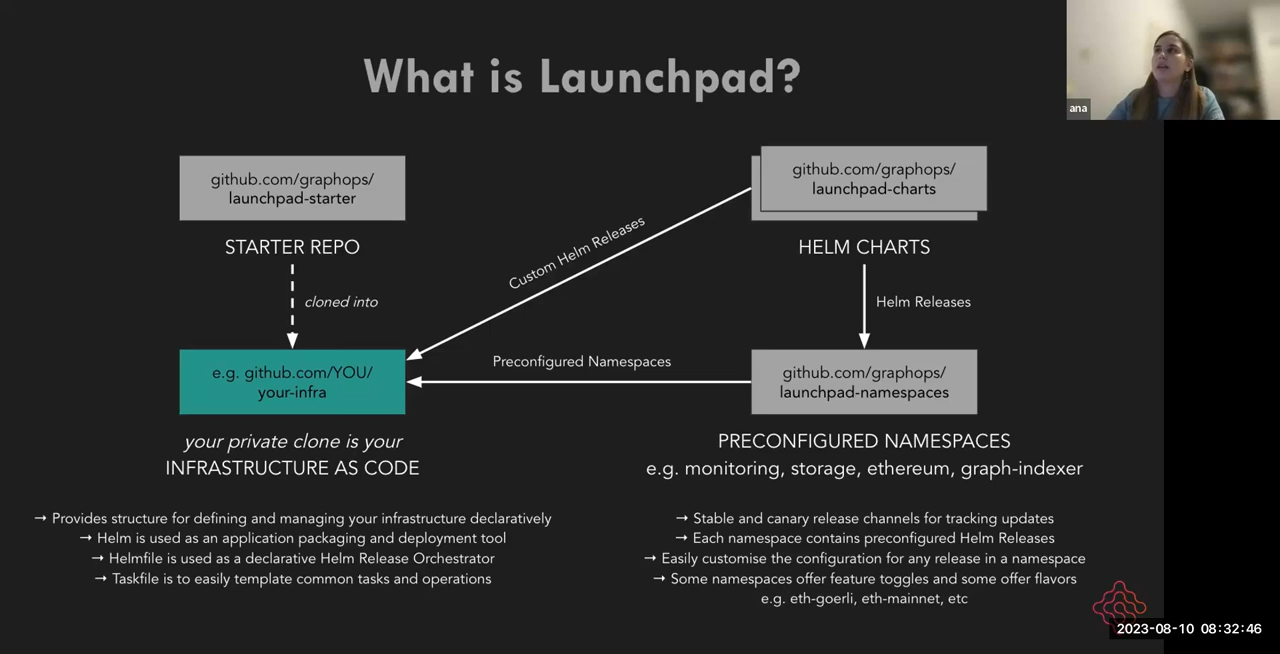 What is Launchpad?
ana
github.com/graphops/
launchpad-starter
STARTER REPO
cloned into
e.g. github.com/YOU/
your-infra
your private clone is your
INFRASTRUCTURE AS CODE
→ Provides structure for defining and managing your infrastructure declaratively
→ Helm is used as an application packaging and deployment tool
→ Helmfile is used as a declarative Helm Release Orchestrator
→ Taskfile is to easily template common tasks and operations
Custom Helm Releases
Preconfigured Namespaces
github.com/graphops/
launchpad-charts
HELM CHARTS
Helm Releases
github.com/graphops/
launchpad-namespaces
PRECONFIGURED NAMESPACES
e.g. monitoring, storage, ethereum, graph-indexer
→ Stable and canary release channels for tracking updates
→ Each namespace contains preconfigured Helm Releases
→ Easily customise the configuration for any release in a namespace
→ Some namespaces offer feature toggles and some offer flavors
e.g. eth-goerli, eth-mainnet, etc
2023-08-10 08:32:46